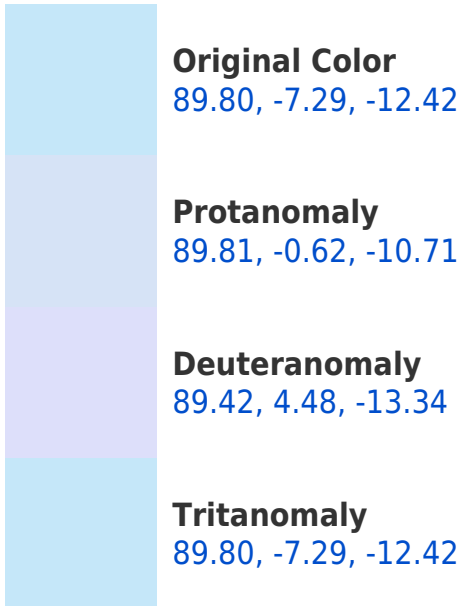 Original Color
89.80, -7.29, -12.42
Protanomaly
89.81, -0.62, -10.71
Deuteranomaly
89.42, 4.48, -13.34
Tritanomaly
89.80, -7.29, -12.42